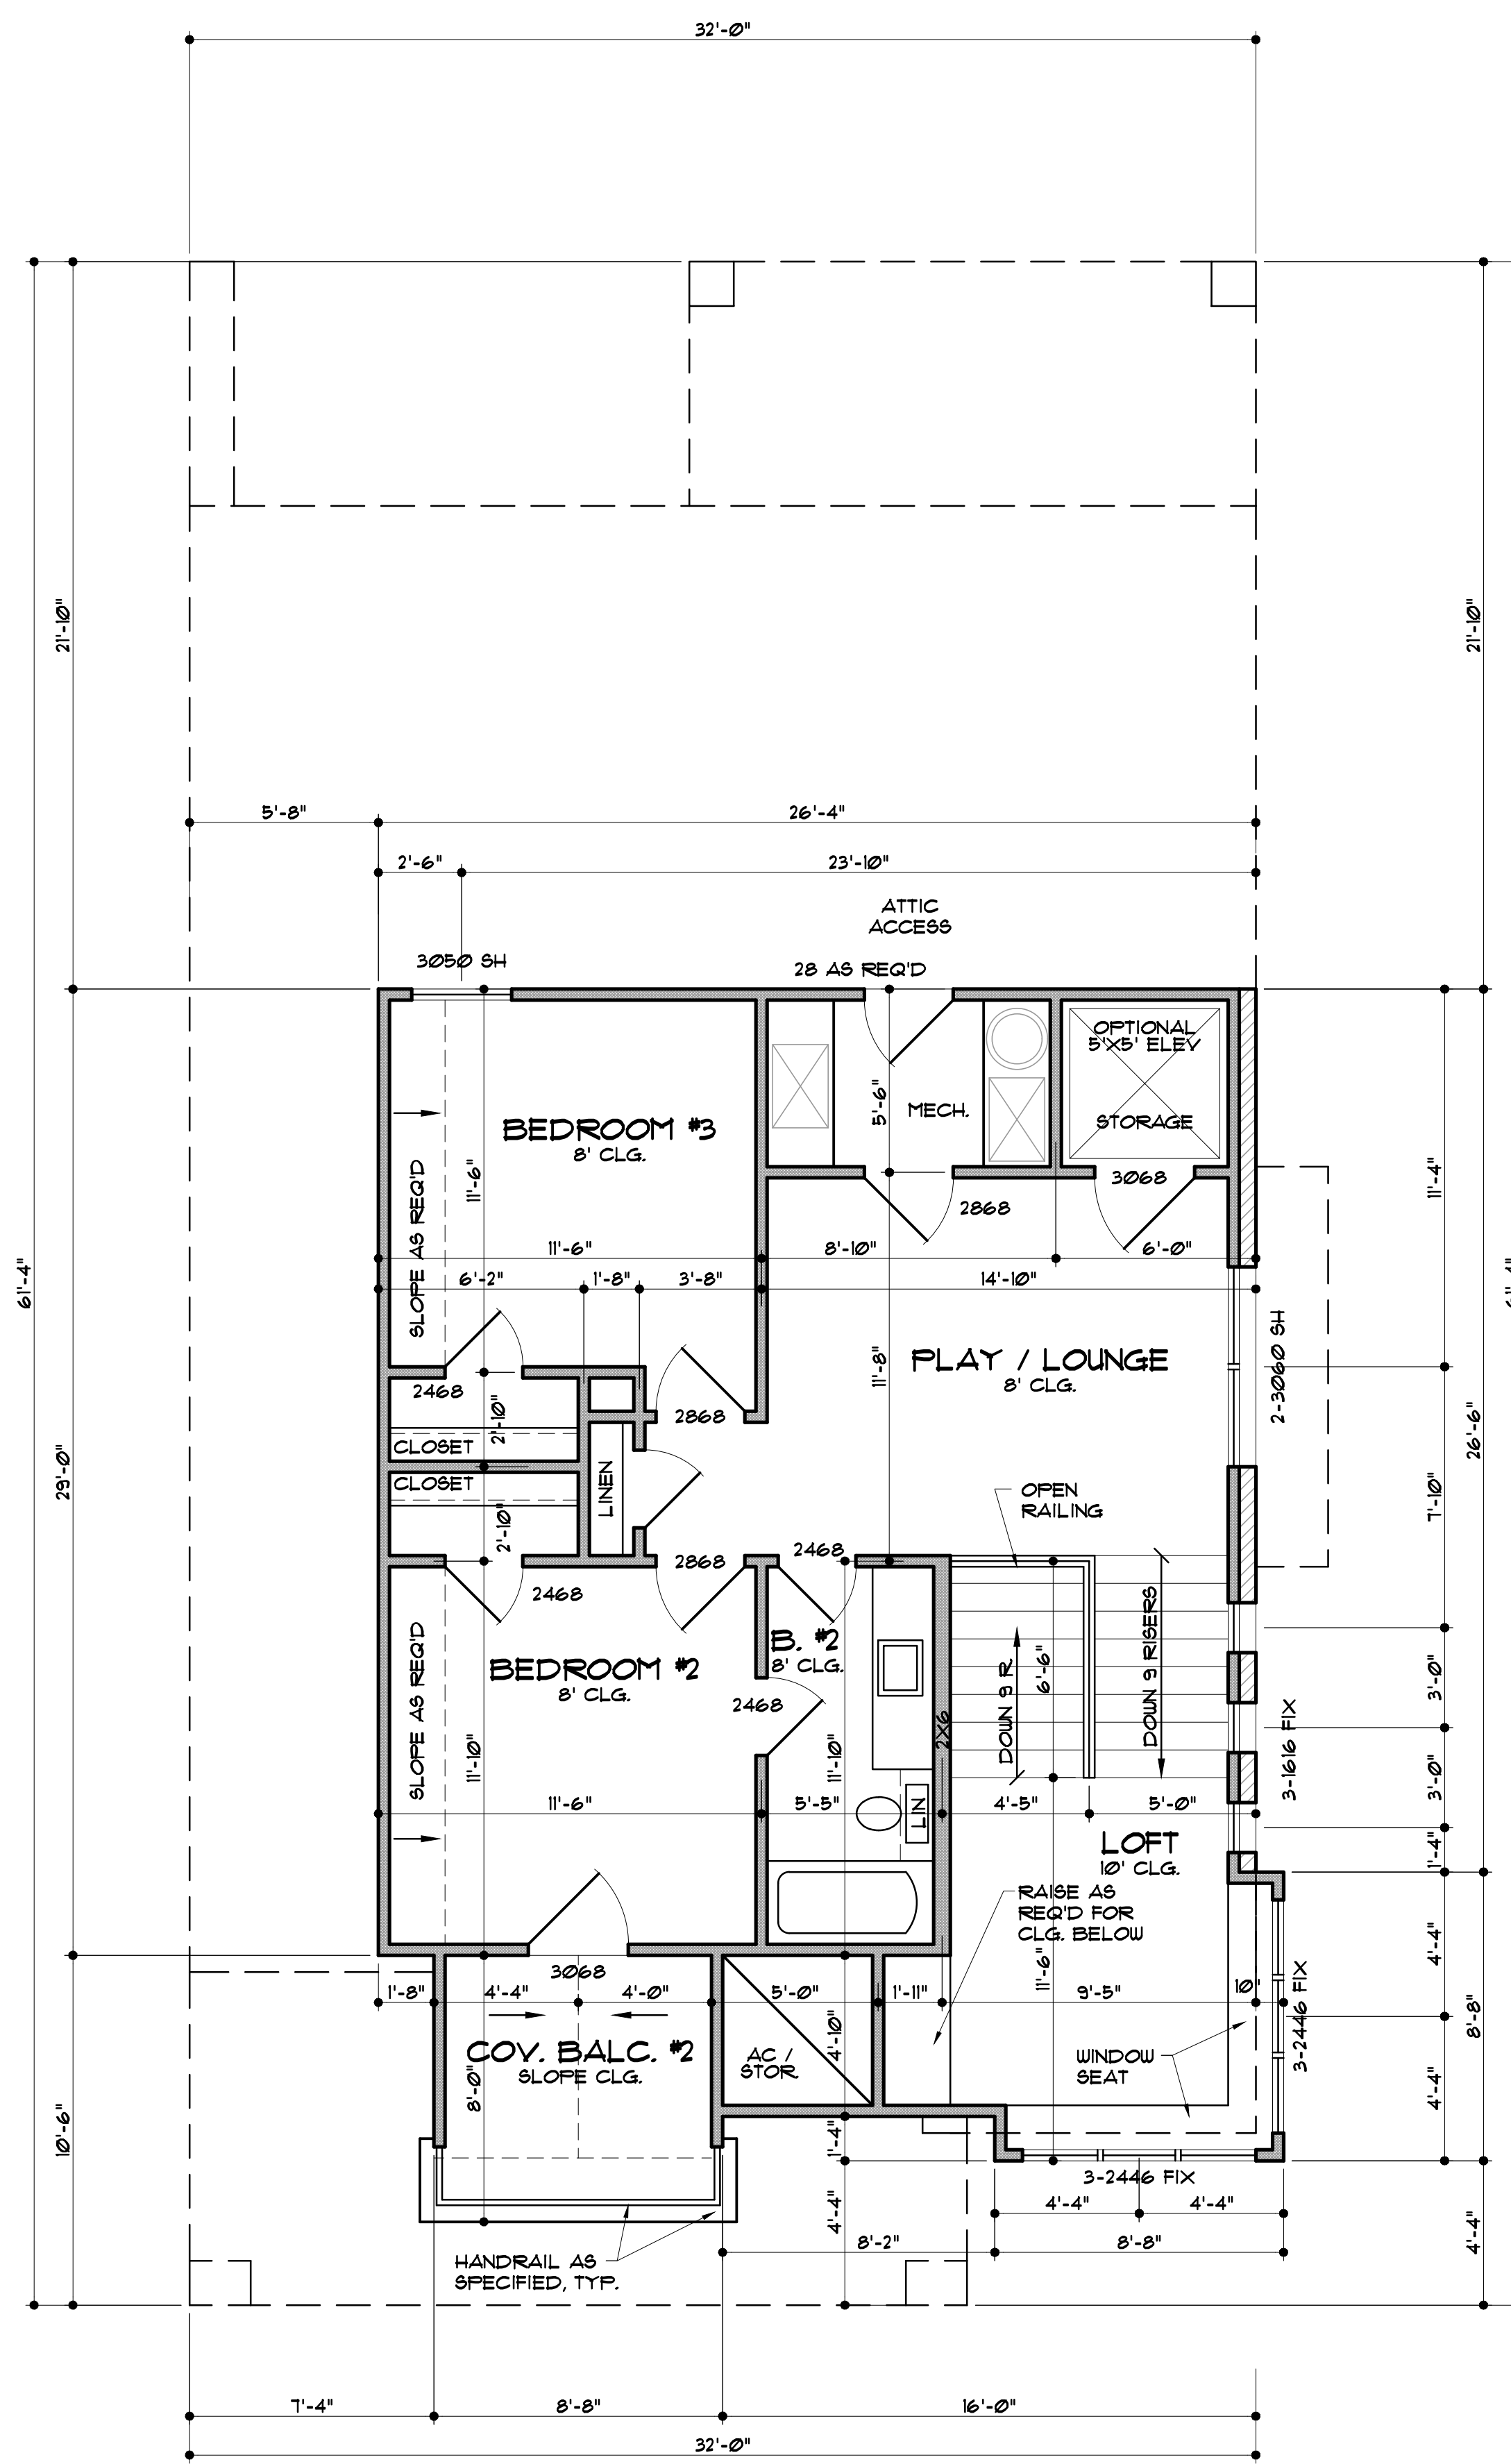 32'-0"
21'-10"
21'-10"
5'-8"
26'-4"
2'-6"
23'-10"
ATTIC
ACCESS
3050 SH
28 AS REQ'D
OPTIONAL
5'X5' ELEV
STORAGE
5'-6"
MECH.
BEDROOM #3
8' CLG.
11'-6"
SLOPE AS REQ'D
3068
2868
11'-4"
11'-6"
8'-10"
6'-0"
6'-2"
1'-8"
3'-8"
14'-10"
61'-4"
2-3060 SH
PLAY / LOUNGE
8' CLG.
11'-8"
2468
2868
2'-10"
CLOSET
CLOSET
LINEN
29'-0"
26'-6"
7'-10"
OPEN
RAILING
2'-10"
2468
2868
2468
B. #2
8' CLG.
BEDROOM #2
8' CLG.
SLOPE AS REQ'D
2468
11'-10"
11'-10"
2X6
DOWN 9 R.
6'-6"
DOWN 9 RISERS
3'-0"
3-1616 FIX
3'-0"
11'-6"
5'-5"
LIN
4'-5"
5'-0"
1'-4"
LOFT
10' CLG.
RAISE AS
REQ'D FOR
CLG. BELOW
11'-6"
4'-4"
3068
1'-8"
4'-4"
4'-0"
5'-0"
1'-11"
9'-5"
10"
3-2446 FIX
8'-8"
COV. BALC. #2
SLOPE CLG.
8'-0"
AC /
STOR.
4'-10"
WINDOW
SEAT
4'-4"
10'-6"
1'-4"
3-2446 FIX
4'-4"
4'-4"
4'-4"
8'-2"
8'-8"
4'-4"
HANDRAIL AS
SPECIFIED, TYP.
7'-4"
8'-8"
16'-0"
32'-0"